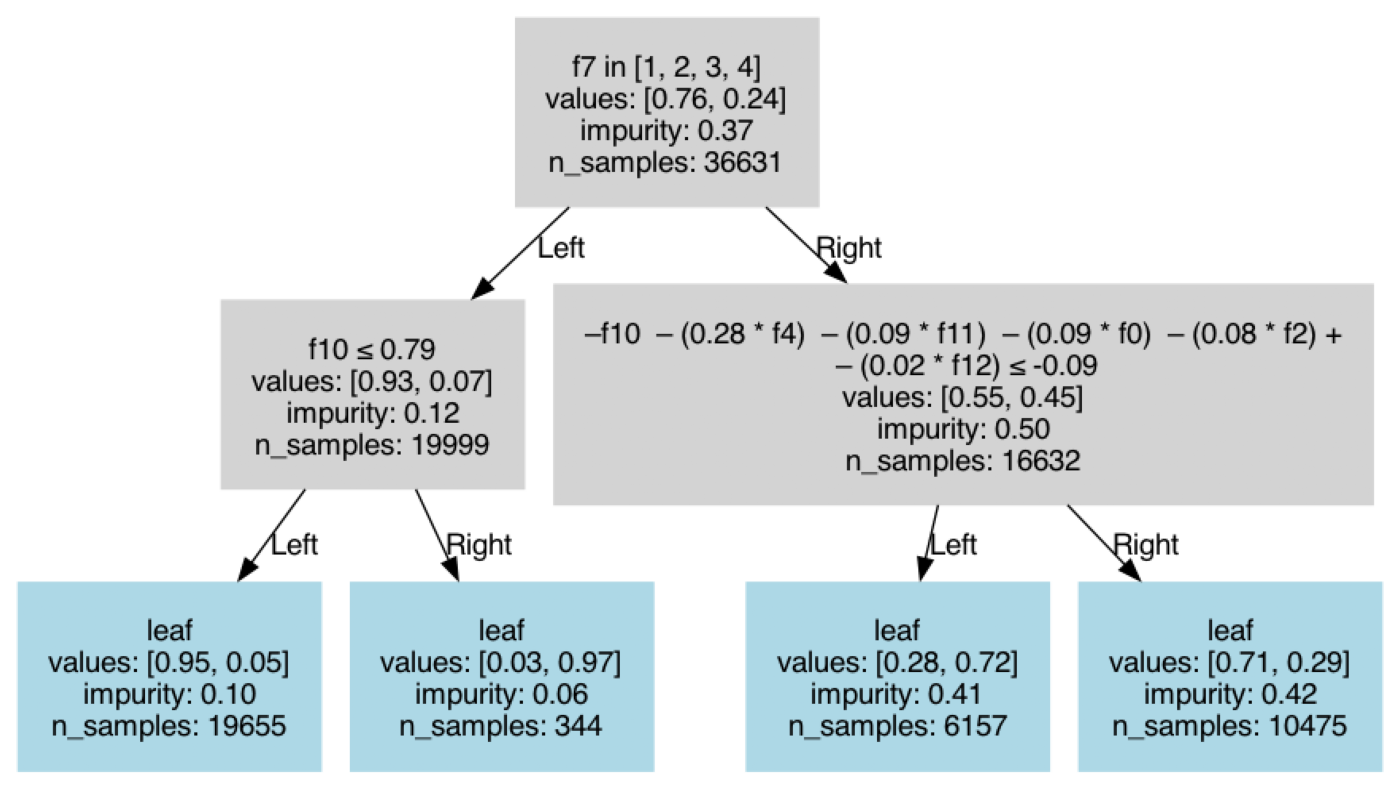 f7 in [1, 2, 3, 4]
values: [0.76, 0.24]
impurity: 0.37
n_samples: 36631
Left
Right
f10 ≤ 0.79
values: [0.93, 0.07]
impurity: 0.12
n_samples: 19999
–f10 – (0.28 * f4) – (0.09 * f11) – (0.09 * f0) – (0.08 * f2) +
– (0.02 * f12) ≤ -0.09
values: [0.55, 0.45]
impurity: 0.50
n_samples: 16632
Left
Right
Left
Right
leaf
values: [0.95, 0.05]
impurity: 0.10
n_samples: 19655
leaf
values: [0.03, 0.97]
impurity: 0.06
n_samples: 344
leaf
values: [0.28, 0.72]
impurity: 0.41
n_samples: 6157
leaf
values: [0.71, 0.29]
impurity: 0.42
n_samples: 10475